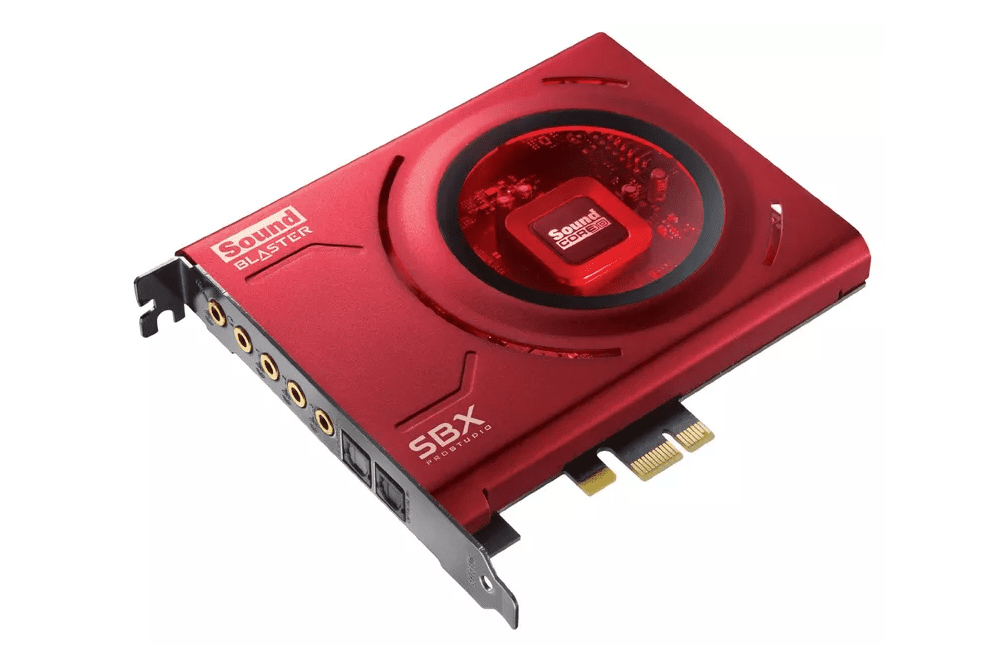 Sound
BLASTER
Sound
CORE3D
SBX
PROSTUDIO